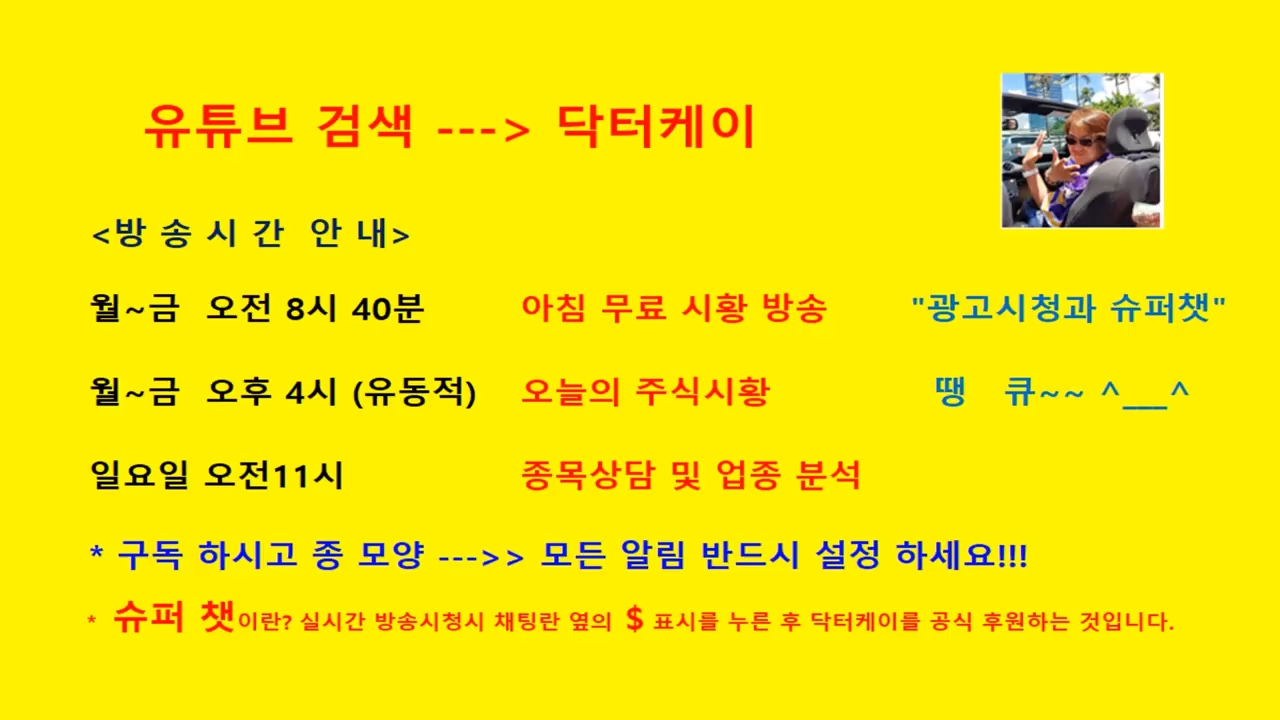 유튜브 검색 ---> 닥터케이
<방 송 시 간 안 내>
월~금 오전 8시 40분 아침 무료 시황 방송 "광고시청과 슈퍼챗"
월~금 오후 4시 (유동적) 오늘의 주식시황 땡 큐~~ ^___^
일요일 오전11시 종목상담 및 업종 분석
* 구독 하시고 종 모양 --->> 모든 알림 반드시 설정 하세요!!!
* 슈퍼 챗이란? 실시간 방송시청시 채팅란 옆의 $ 표시를 누른 후 닥터케이를 공식 후원하는 것입니다.